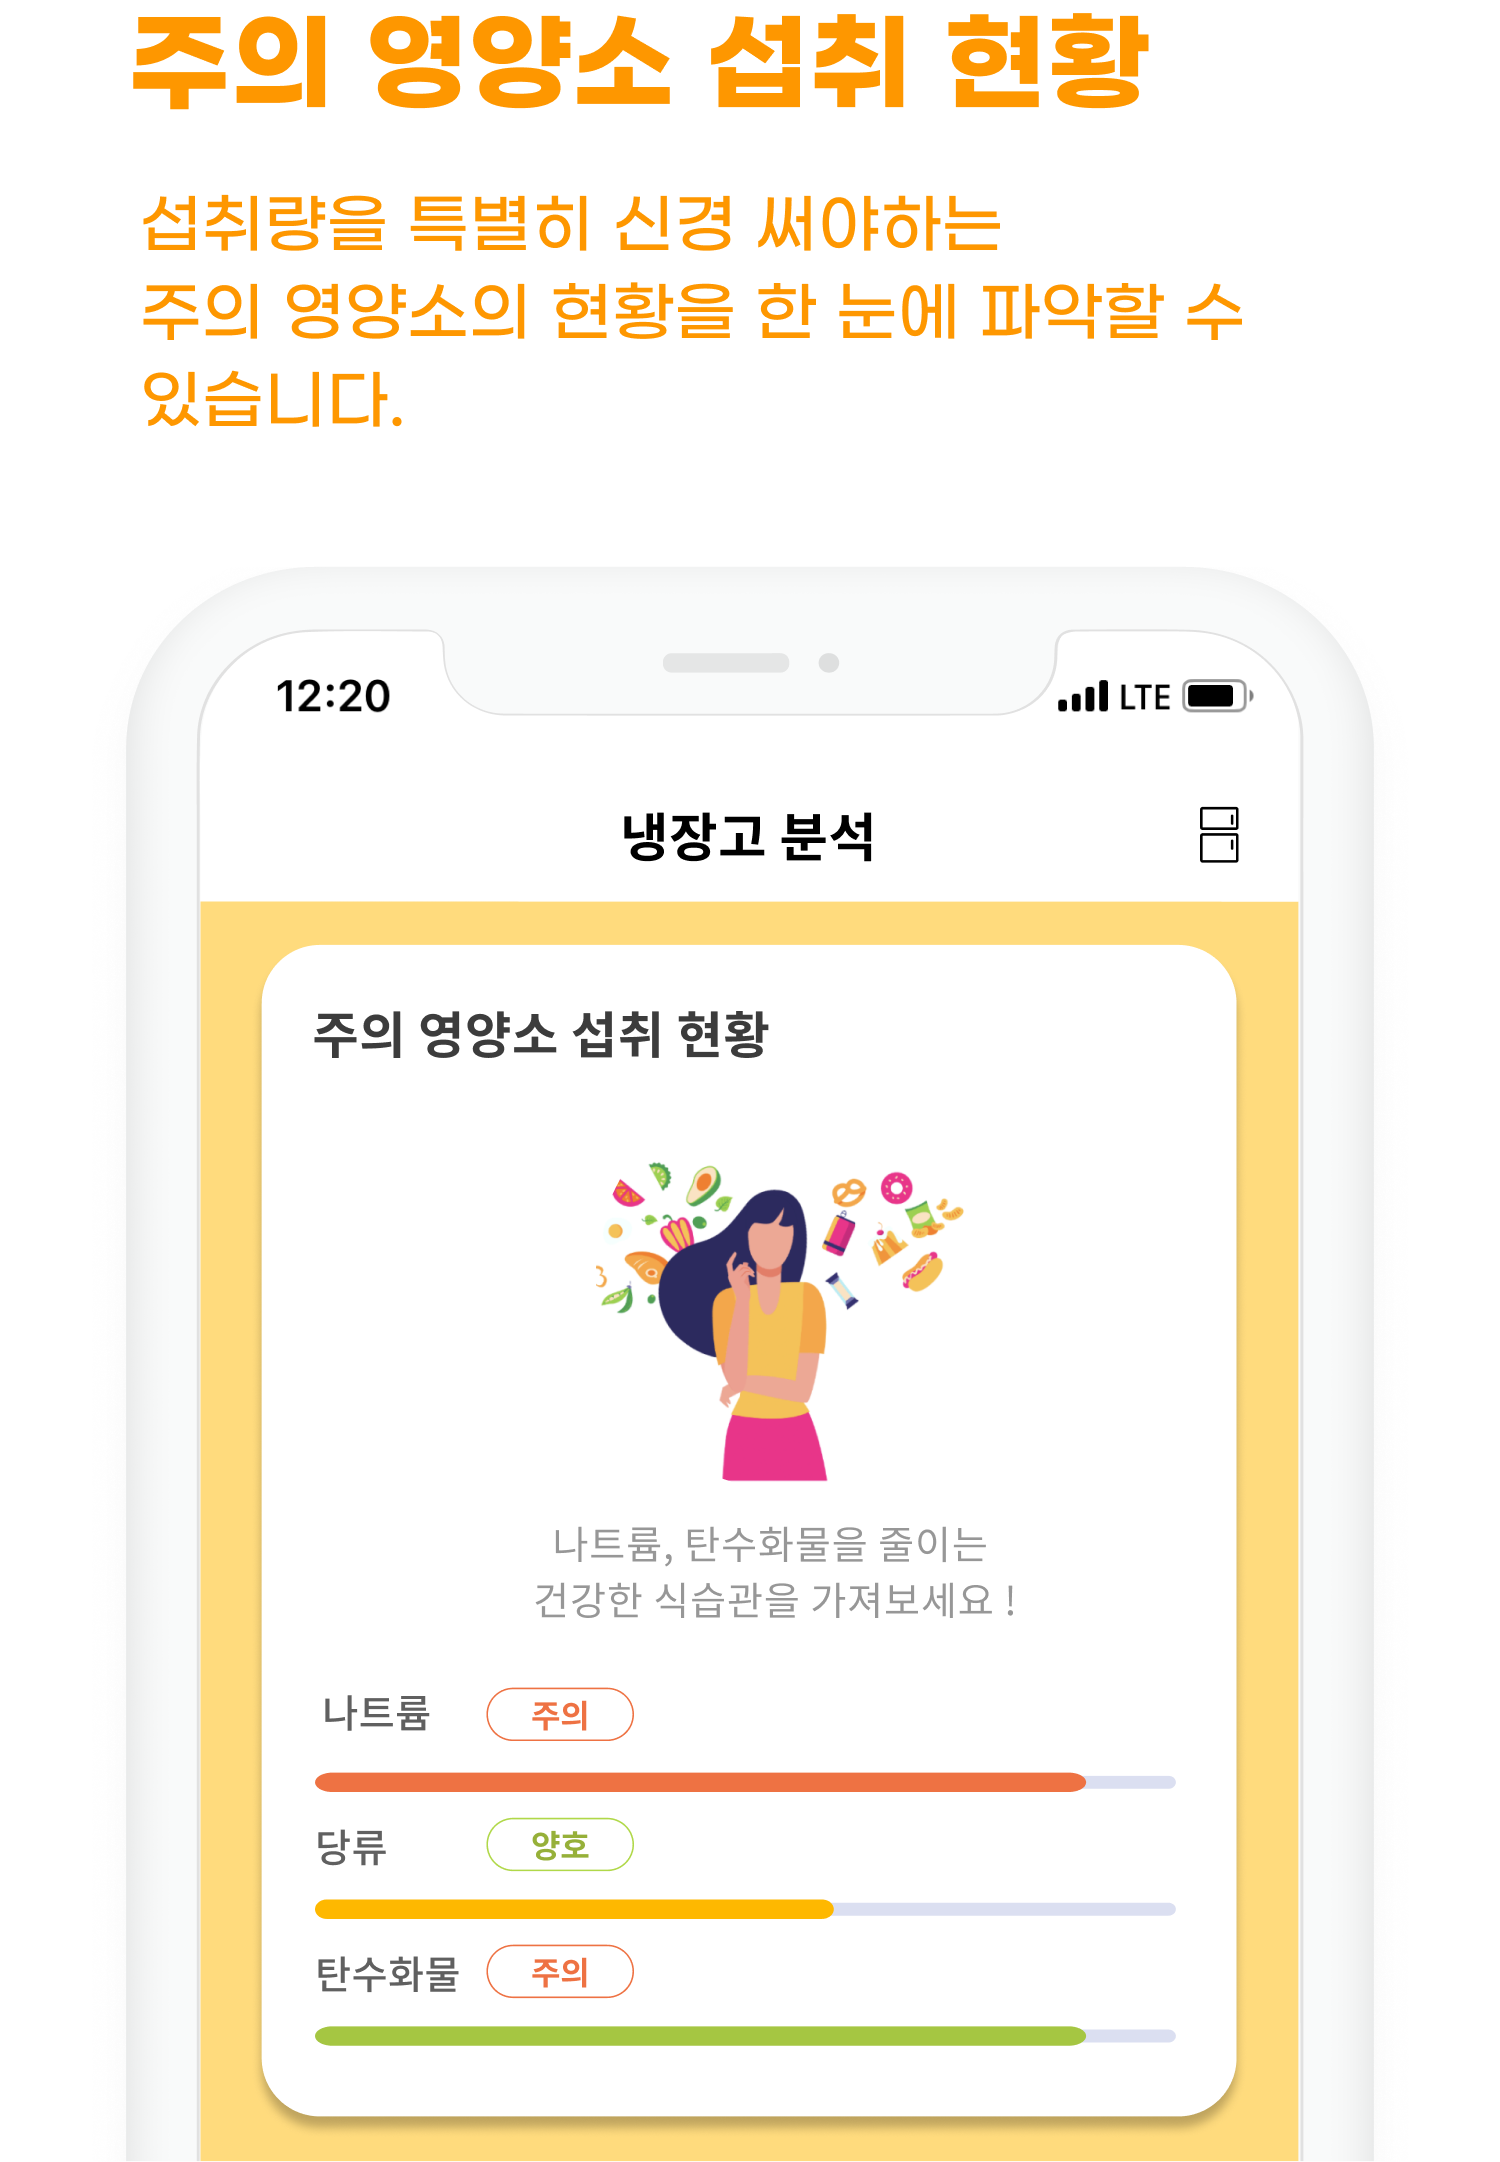 주의 영양소 섭취 현황
섭취량을 특별히 신경 써야하는
주의 영양소의 현황을 한 눈에 파악할 수
있습니다.
12:20
LTE
냉장고 분석
주의 영양소 섭취 현황
나트륨, 탄수화물을 줄이는
건강한 식습관을 가져보세요 !
나트륨 주의
당류 양호
탄수화물 주의